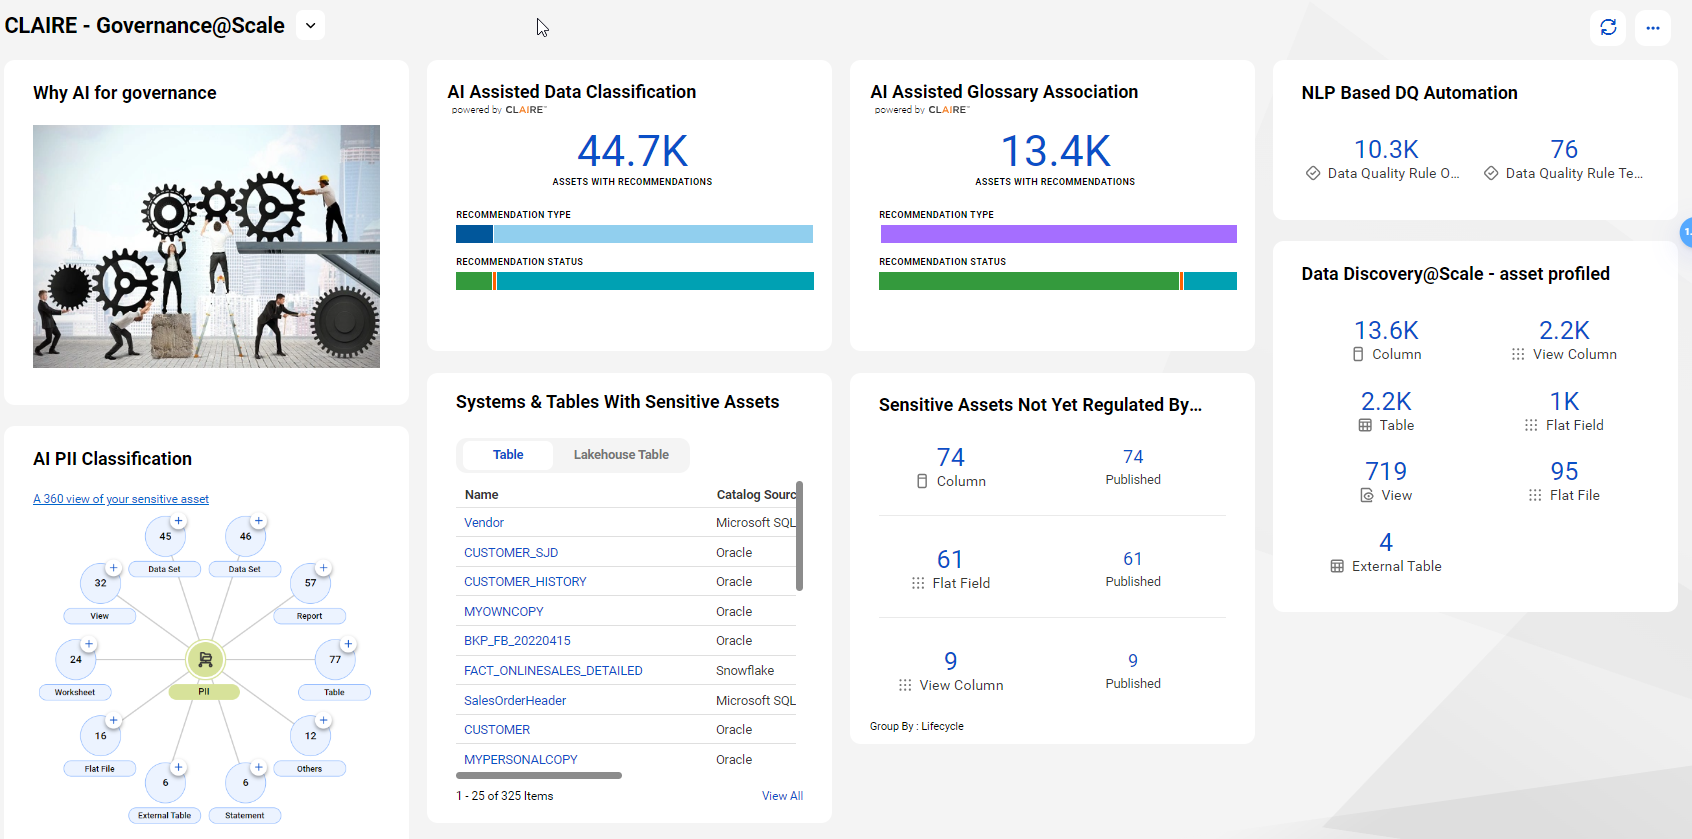 CLAIRE - Governance@Scale
Why AI for governance
AI Assisted Data Classification
powered by CLAIRE™
44.7K
ASSETS WITH RECOMMENDATIONS
RECOMMENDATION TYPE
RECOMMENDATION STATUS
AI Assisted Glossary Association
powered by CLAIRE™
13.4K
ASSETS WITH RECOMMENDATIONS
RECOMMENDATION TYPE
RECOMMENDATION STATUS
NLP Based DQ Automation
10.3K
Data Quality Rule O...
76
Data Quality Rule Te...
1.
Data Discovery@Scale - asset profiled
13.6K
Column
2.2K
View Column
2.2K
Table
1K
Flat Field
719
View
95
Flat File
4
External Table
AI PII Classification
A 360 view of your sensitive asset
45
Data Set
46
Data Set
32
View
57
Report
24
Worksheet
PII
77
Table
16
Flat File
12
Others
6
External Table
6
Statement
Systems & Tables With Sensitive Assets
Table Lakehouse Table
Name Catalog Sourc
Vendor Microsoft SQL
CUSTOMER_SJD Oracle
CUSTOMER_HISTORY Oracle
MYOWNCOPY Oracle
BKP_FB_20220415 Oracle
FACT_ONLINESALES_DETAILED Snowflake
SalesOrderHeader Microsoft SQL
CUSTOMER Oracle
MYPERSONALCOPY Oracle
1 - 25 of 325 Items View All
Sensitive Assets Not Yet Regulated By...
74
Column
74
Published
61
Flat Field
61
Published
9
View Column
9
Published
Group By : Lifecycle